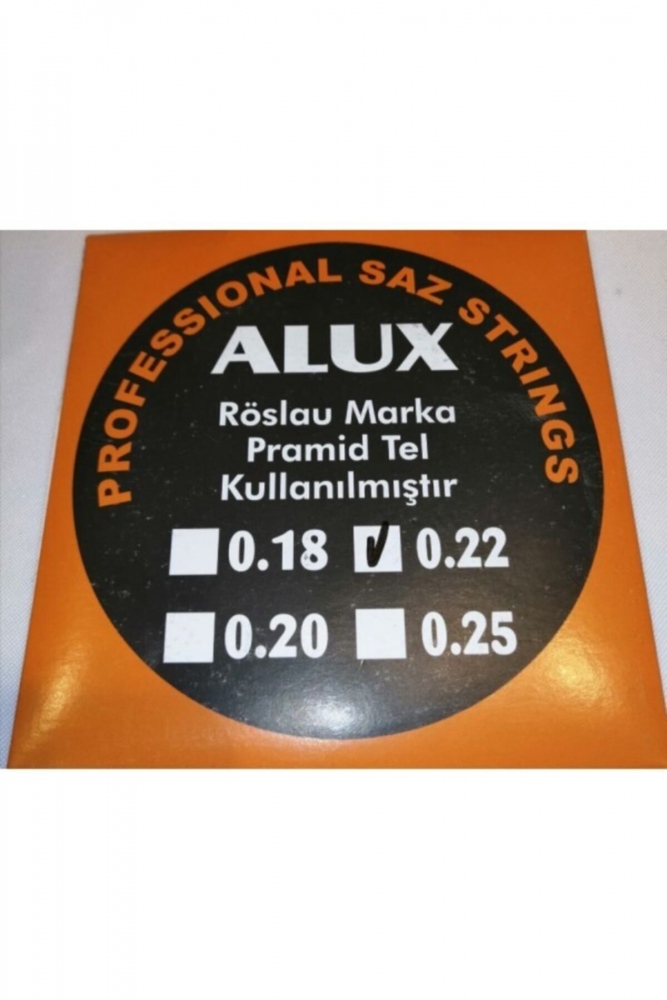 PROFESSIONAL SAZ STRINGS
ALUX
Röslau Marka
Pramid Tel
Kullanılmıştır
0.18 0.22
0.20 0.25